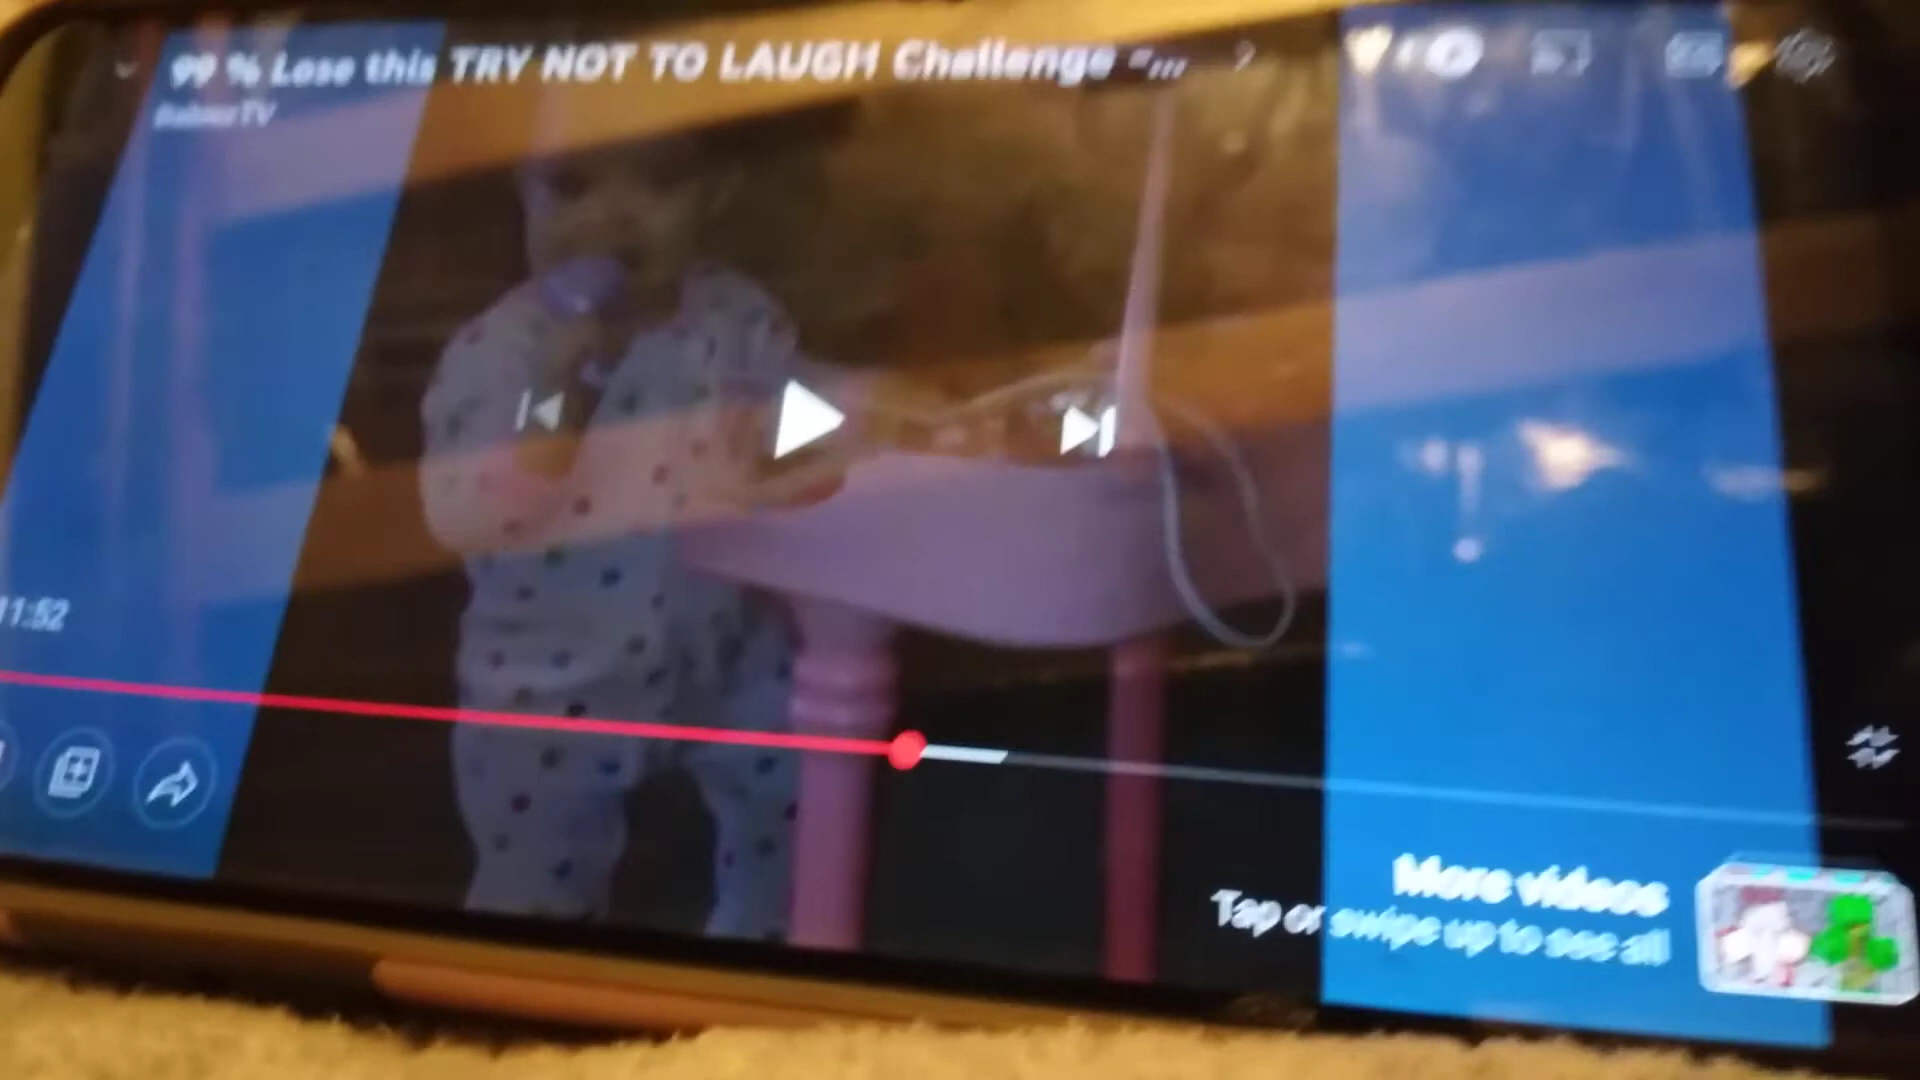 99 % Lose this TRY NOT TO LAUGH Challenge "...
11:52
More videos
Tap or swipe up to see all